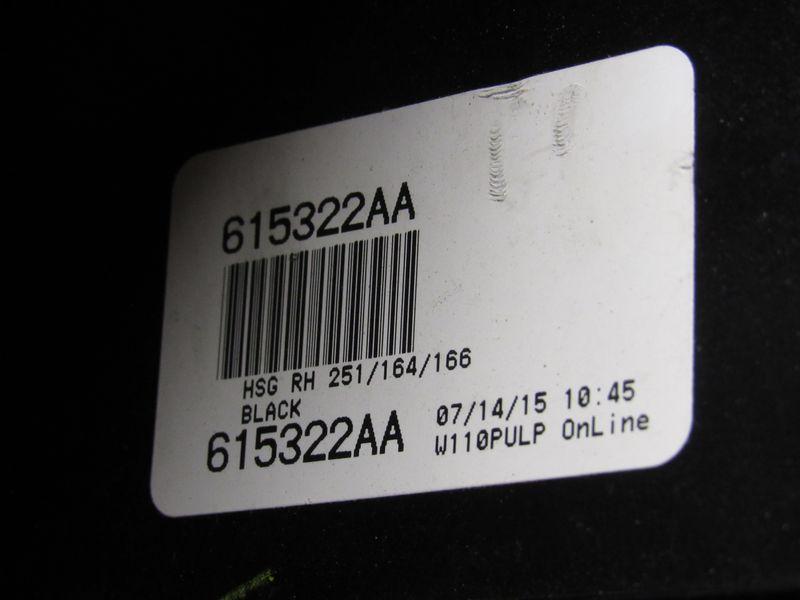 615322AA
HSG RH 251/164/166
BLACK
615322AA
07/14/15 10:45
W110PULP OnLine